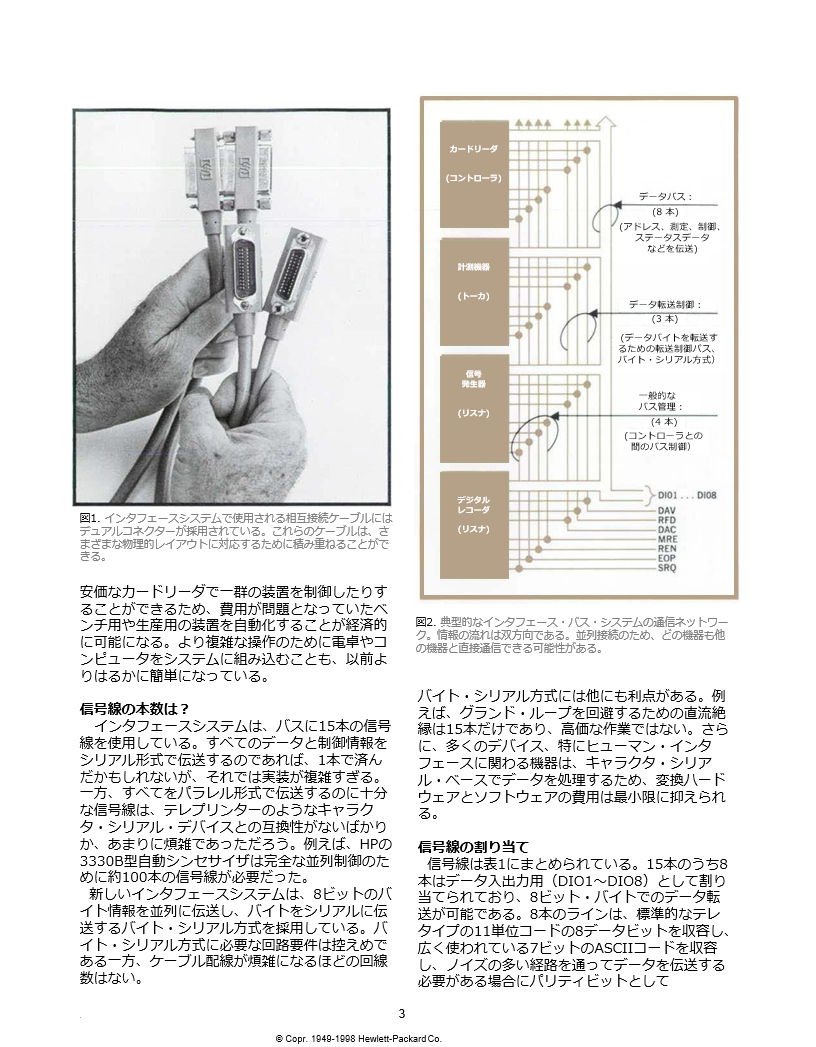 カードリーダ
(コントローラ)
計測機器
(トーカ)
信号
発生器
(リスナ)
デジタル
レコーダ
(リスナ)
データバス：
(8 本)
(アドレス、測定、制御、
ステータスデータ
などを伝送)
データ転送制御：
(3 本)
(データバイトを転送す
るための転送制御バス、
バイト・シリアル方式)
一般的な
バス管理：
(4 本)
(コントローラとの
間のバス制御)
DIO1 . . . DIO8
DAV
RFD
DAC
MRE
REN
EOP
SRQ
図1. インタフェースシステムで使用される相互接続ケーブルには
デュアルコネクターが採用されている。これらのケーブルは、さ
まざまな物理的レイアウトに対応するために積み重ねることがで
きる。
安価なカードリーダで一群の装置を制御したりす
ることができるため、費用が問題となっていたベ
ンチ用や生産用の装置を自動化することが経済的
に可能になる。より複雑な操作のために電卓やコ
ンピュータをシステムに組み込むことも、以前よ
りはるかに簡単になっている。
信号線の本数は？
インタフェースシステムは、バスに15本の信号
線を使用している。すべてのデータと制御情報を
シリアル形式で伝送するのであれば、1本で済ん
だかもしれないが、それでは実装が複雑すぎる。
一方、すべてをパラレル形式で伝送するのに十分
な信号線は、テレプリンターのようなキャラク
タ・シリアル・デバイスとの互換性がないばかり
か、あまりに煩雑であっただろう。例えば、HPの
3330B型自動シンセサイザは完全な並列制御のた
めに約100本の信号線が必要だった。
新しいインタフェースシステムは、8ビットのバ
イト情報を並列に伝送し、バイトをシリアルに伝
送するバイト・シリアル方式を採用している。バ
イト・シリアル方式に必要な回路要件は控えめで
ある一方、ケーブル配線が煩雑になるほどの回線
数はない。
図2. 典型的なインタフェース・バス・システムの通信ネットワー
ク。情報の流れは双方向である。並列接続のため、どの機器も他
の機器と直接通信できる可能性がある。
バイト・シリアル方式には他にも利点がある。例
えば、グランド・ループを回避するための直流絶
縁は15本だけであり、高価な作業ではない。さら
に、多くのデバイス、特にヒューマン・インタ
フェースに関わる機器は、キャラクタ・シリア
ル・ベースでデータを処理するため、変換ハード
ウェアとソフトウェアの費用は最小限に抑えられ
る。
信号線の割り当て
信号線は表1にまとめられている。15本のうち8
本はデータ入出力用（DIO1～DIO8）として割り
当てられており、8ビット・バイトでのデータ転
送が可能である。8本のラインは、標準的なテレ
タイプの11単位コードの8データビットを収容し、
広く使われている7ビットのASCIIコードを収容
し、ノイズの多い経路を通ってデータを伝送する
必要がある場合にパリティビットとして
3
© Copr. 1949-1998 Hewlett-Packard Co.